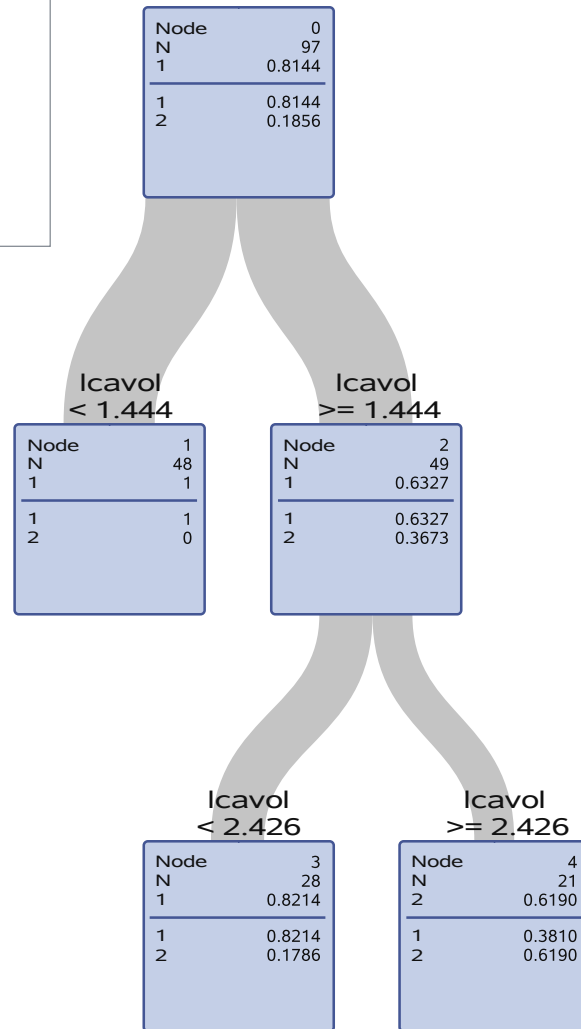 Node 0
N 97
1 0.8144
1 0.8144
2 0.1856
lcavol
< 1.444
lcavol
>= 1.444
Node 1
N 48
1 1
1 1
2 0
Node 2
N 49
1 0.6327
1 0.6327
2 0.3673
lcavol
< 2.426
lcavol
>= 2.426
Node 3
N 28
1 0.8214
1 0.8214
2 0.1786
Node 4
N 21
2 0.6190
1 0.3810
2 0.6190